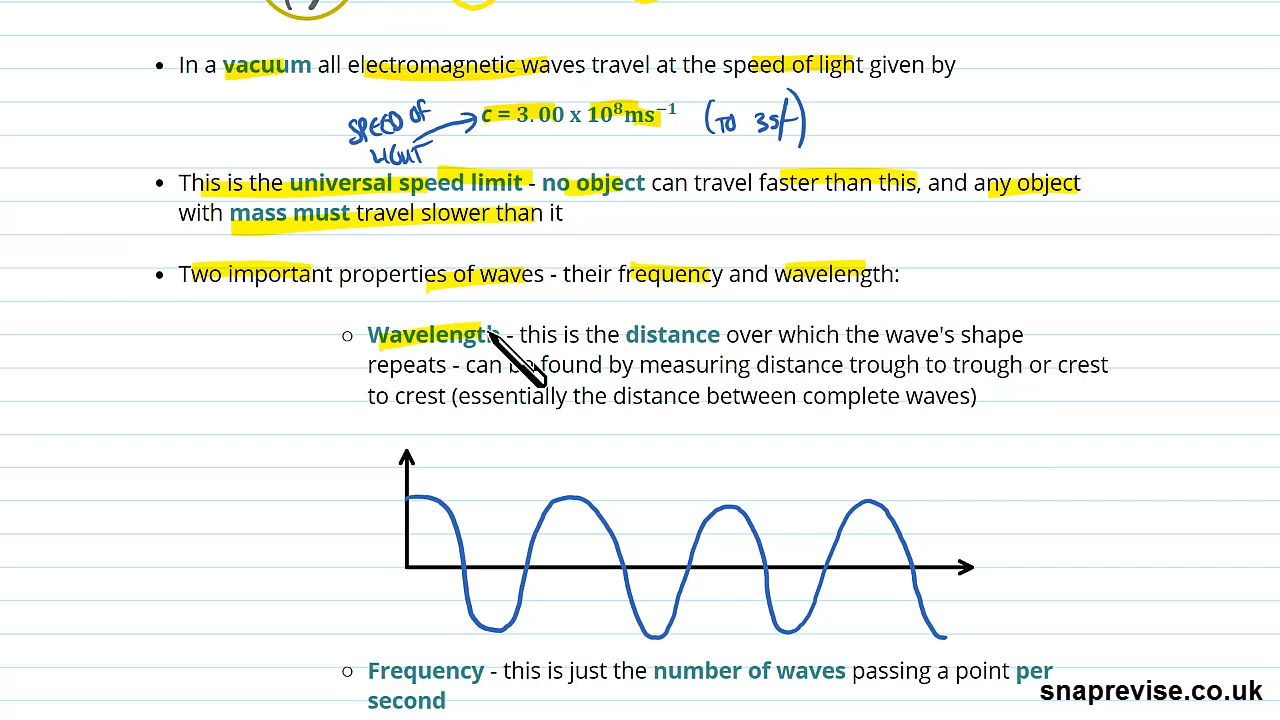 In a vacuum all electromagnetic waves travel at the speed of light given by
SPEED OF
LIGHT
c = 3.00 x 10⁸ms⁻¹ (TO 3sf)
This is the universal speed limit - no object can travel faster than this, and any object
with mass must travel slower than it
Two important properties of waves - their frequency and wavelength:
Wavelength - this is the distance over which the wave's shape
repeats - can be found by measuring distance trough to trough or crest
to crest (essentially the distance between complete waves)
Frequency - this is just the number of waves passing a point per
second
snaprevise.co.uk